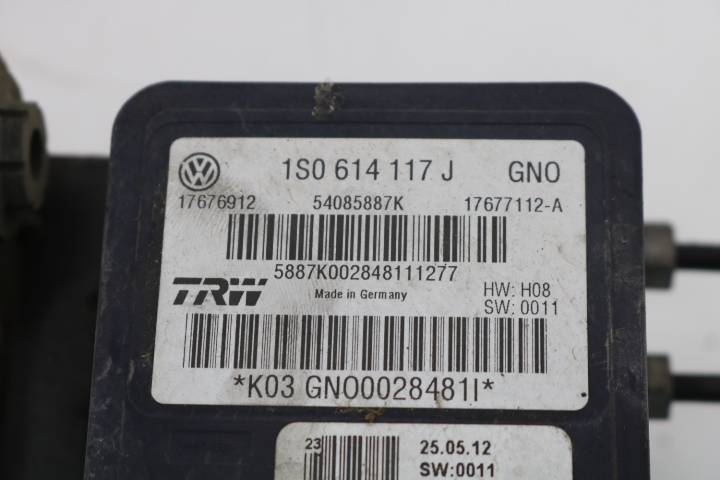 1S0 614 117 J GNO
17676912 54085887K 17677112-A
5887K002848111277
TRW Made in Germany HW: H08
SW: 0011
*K03 GNO00028481I*
23 25.05.12
SW:0011